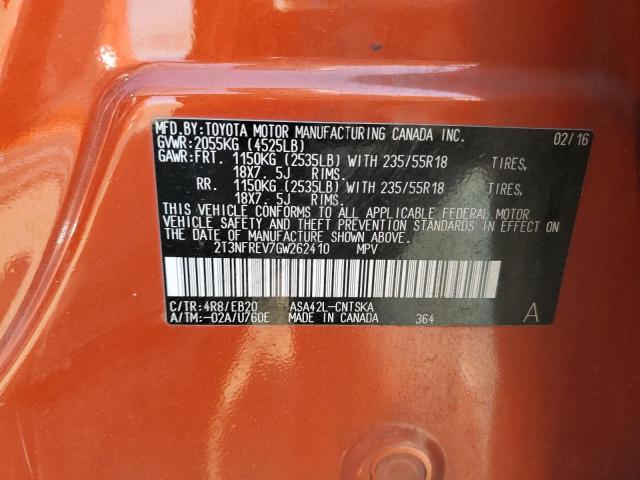 MFD.BY:TOYOTA MOTOR MANUFACTURING CANADA INC. 02/16
GVWR:2055KG (4525LB)
GAWR:FRT. 1150KG (2535LB) WITH 235/55R18 TIRES,
18X7.5J RIMS.
RR. 1150KG (2535LB) WITH 235/55R18 TIRES,
18X7.5J RIMS.
THIS VEHICLE CONFORMS TO ALL APPLICABLE FEDERAL MOTOR
VEHICLE SAFETY AND THEFT PREVENTION STANDARDS IN EFFECT ON
THE DATE OF MANUFACTURE SHOWN ABOVE.
2T3NFREV7GW262410 MPV
C/TR:4R8/EB20 ASA42L-CNTSKA
A/TM:-02A/U760E MADE IN CANADA 364 A